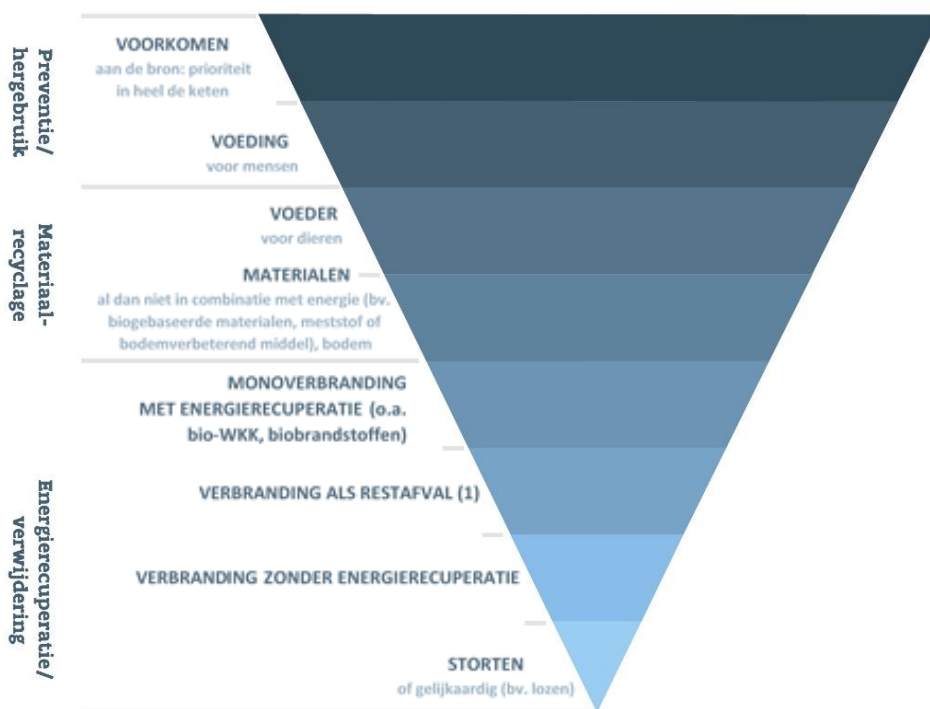 Preventie/
hergebruik
VOORKOMEN
aan de bron: prioriteit
in heel de keten
VOEDING
voor mensen
Materiaal-
recyclage
VOEDER
voor dieren
MATERIALEN
al dan niet in combinatie met energie (bv.
biogebaseerde materialen, meststof of
bodemverbeterend middel), bodem
Energierecuperatie/
verwijdering
MONOVERBRANDING
MET ENERGIERECUPERATIE (o.a.
bio-WKK, biobrandstoffen)
VERBRANDING ALS RESTAFVAL (1)
VERBRANDING ZONDER ENERGIERECUPERATIE
STORTEN
of gelijkaardig (bv. lozen)